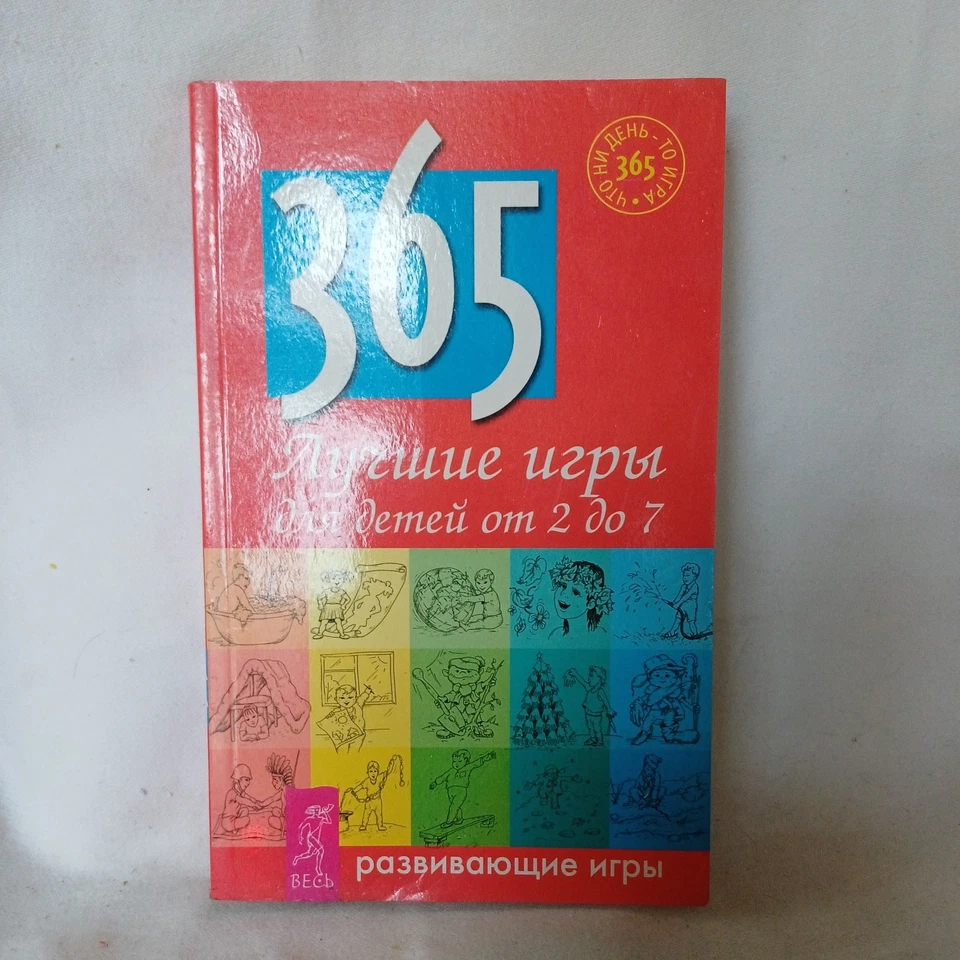 ЧТО НИ ДЕНЬ - ТО ИГРА •
365
365
Лучшие игры
для детей от 2 до 7
ВЕСЬ
развивающие игры